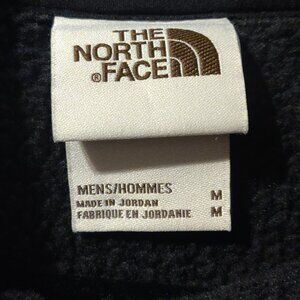 THE
NORTH
®FACE
MENS/HOMMES M
MADE IN JORDAN
FABRIQUE EN JORDANIE M